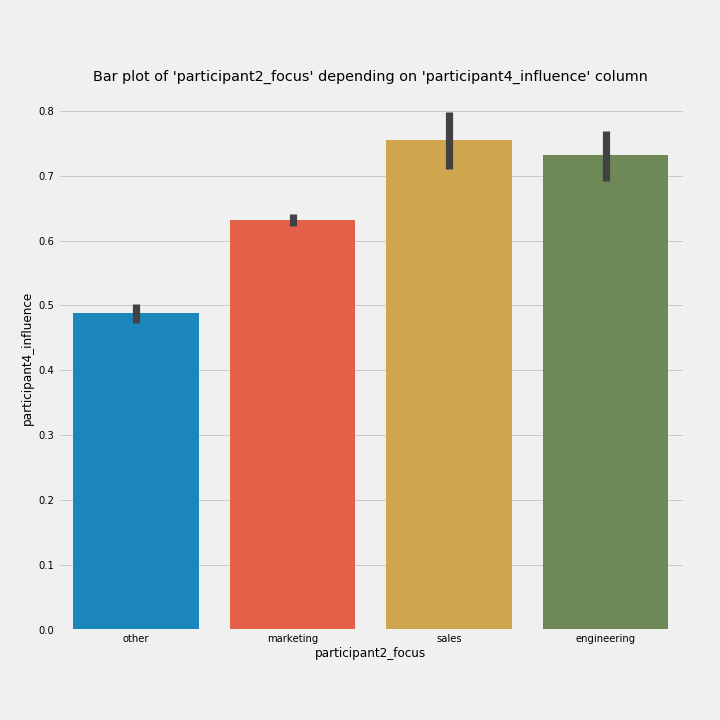 Bar plot of 'participant2_focus' depending on 'participant4_influence' column
0.8
0.7
0.6
0.5
0.4
0.3
0.2
0.1
0.0
participant4_influence
other marketing sales engineering
participant2_focus